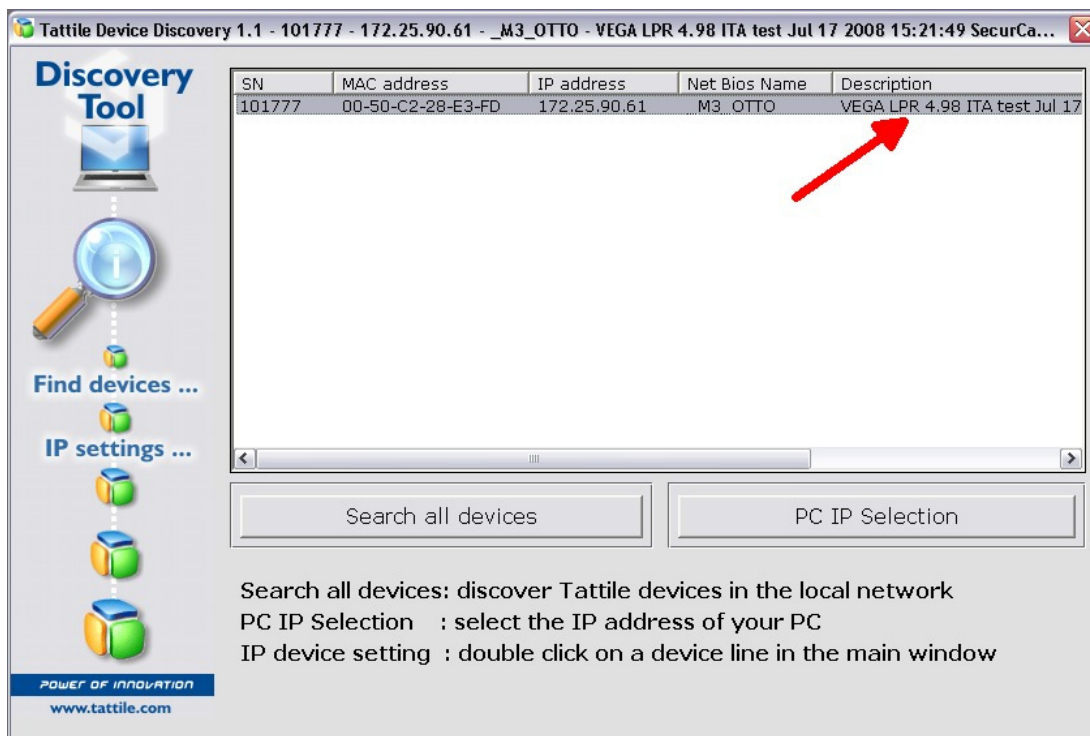 Tattile Device Discovery 1.1 - 101777 - 172.25.90.61 - _M3_OTTO - VEGA LPR 4.98 ITA test Jul 17 2008 15:21:49 SecurCa...
Discovery
Tool
Find devices ...
IP settings ...
POWER OF INNOVATION
www.tattile.com
SN MAC address IP address Net Bios Name Description
101777 00-50-C2-28-E3-FD 172.25.90.61 _M3_OTTO VEGA LPR 4.98 ITA test Jul 17
Search all devices PC IP Selection
Search all devices: discover Tattile devices in the local network
PC IP Selection : select the IP address of your PC
IP device setting : double click on a device line in the main window